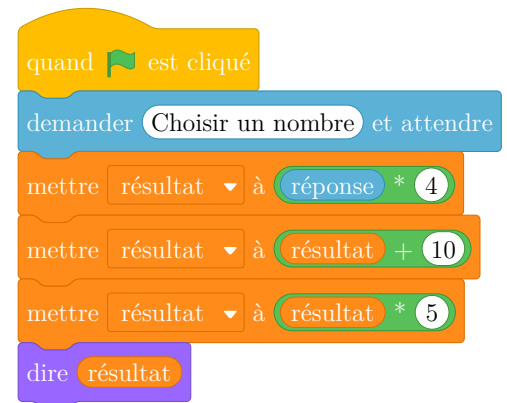 quand est cliqué
demander Choisir un nombre et attendre
mettre résultat à réponse * 4
mettre résultat à résultat + 10
mettre résultat à résultat * 5
dire résultat